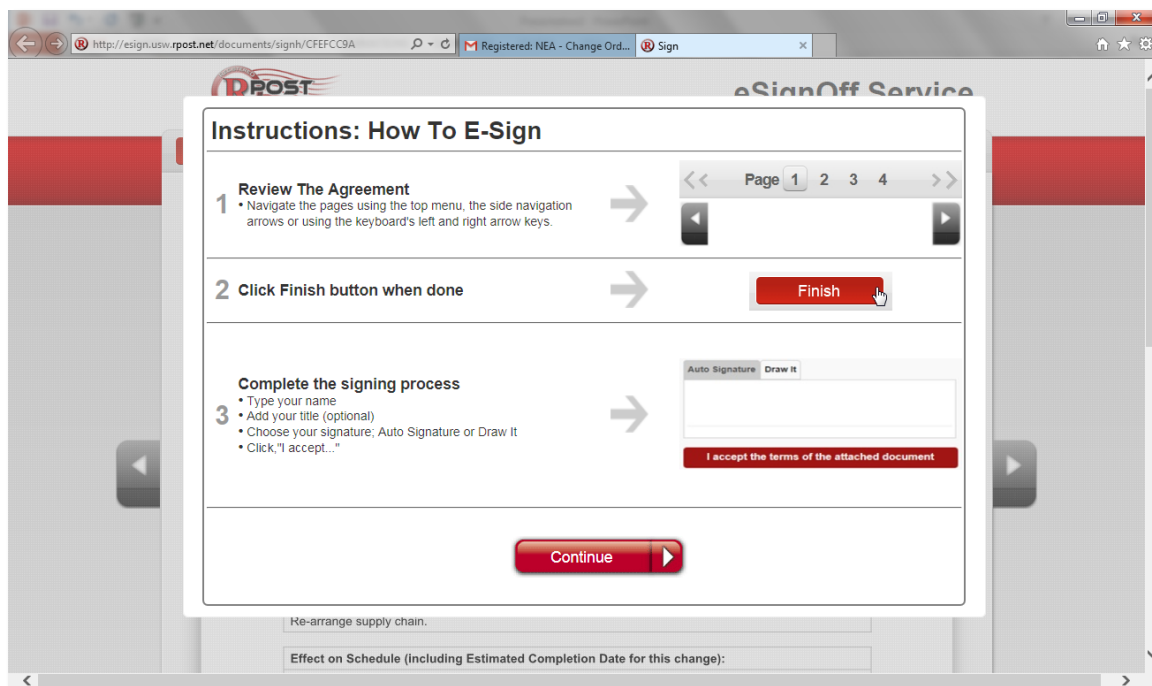 http://esign.usw.rpost.net/documents/signh/CFEFCC9A
Registered: NEA - Change Ord...
Sign
RPOST
eSignOff Service
Instructions: How To E-Sign
1
Review The Agreement
• Navigate the pages using the top menu, the side navigation
arrows or using the keyboard's left and right arrow keys.
<< Page 1 2 3 4 >>
2 Click Finish button when done
Finish
3
Complete the signing process
• Type your name
• Add your title (optional)
• Choose your signature; Auto Signature or Draw It
• Click,"I accept..."
Auto Signature Draw It
I accept the terms of the attached document
Continue
Re-arrange supply chain.
Effect on Schedule (including Estimated Completion Date for this change):